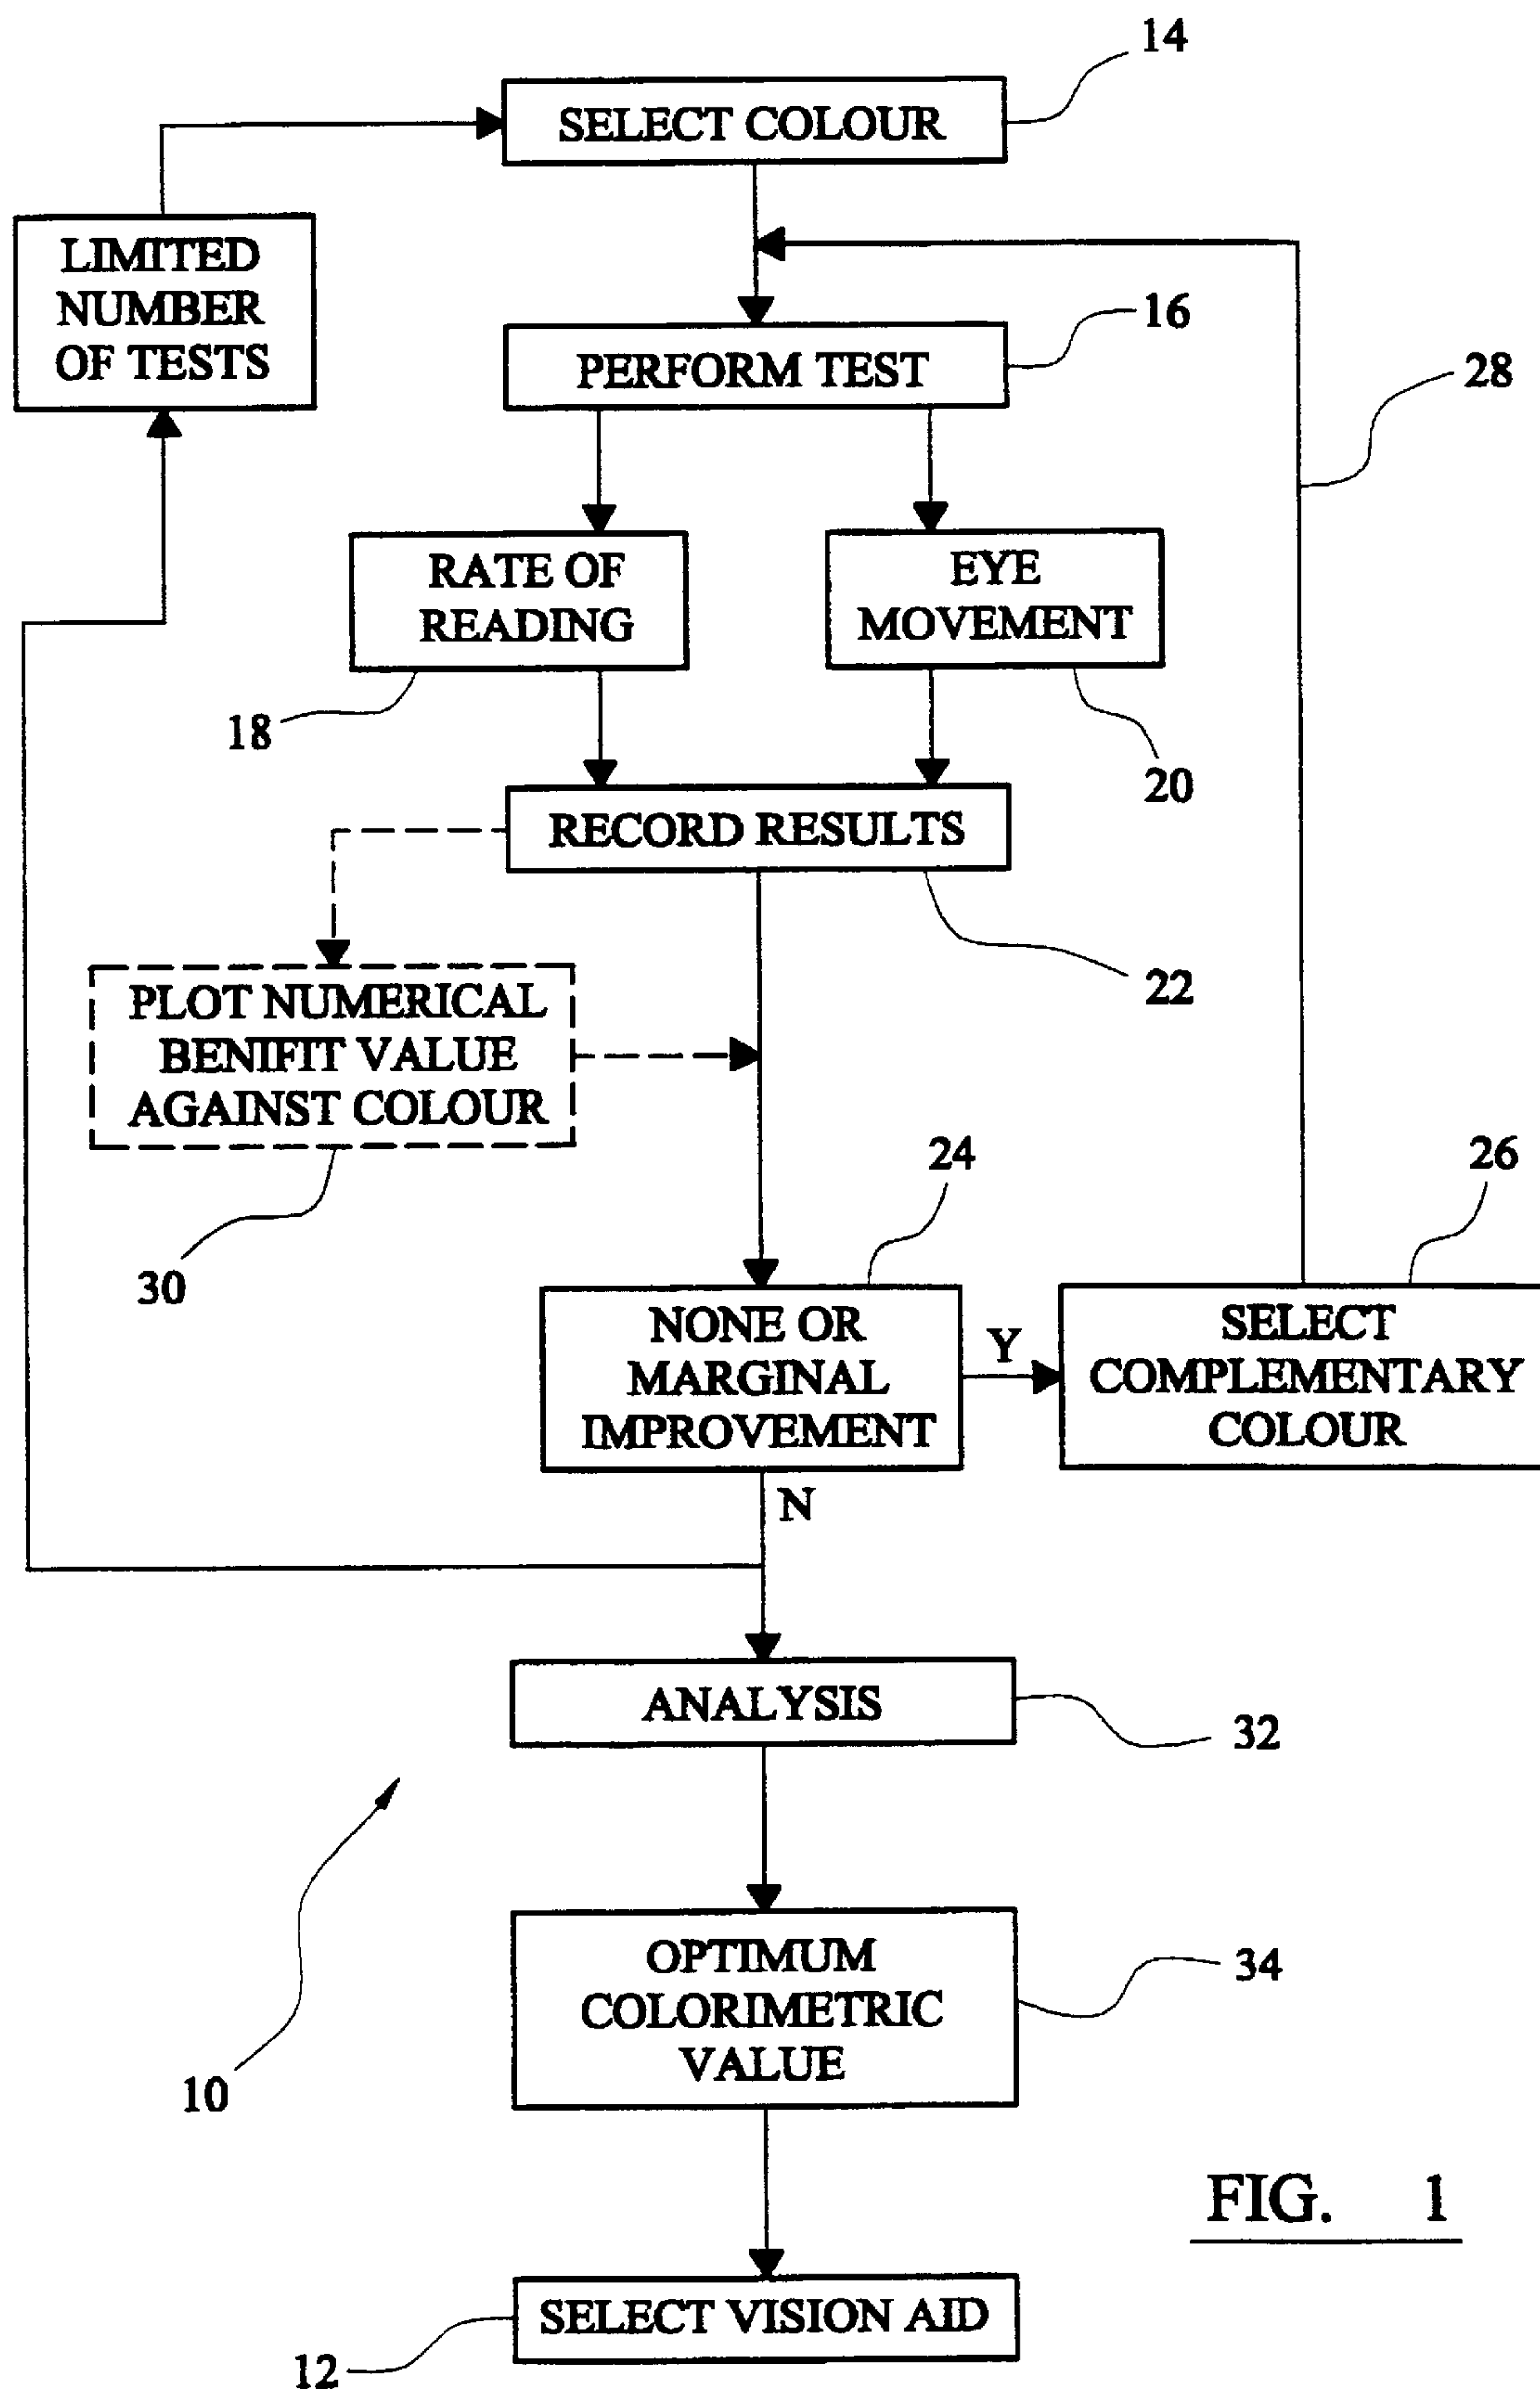 14
SELECT COLOUR
LIMITED
NUMBER
OF TESTS
16
PERFORM TEST
28
RATE OF
READING
EYE
MOVEMENT
18
20
RECORD RESULTS
22
PLOT NUMERICAL
BENIFIT VALUE
AGAINST COLOUR
30
24
26
NONE OR
MARGINAL
IMPROVEMENT
Y
SELECT
COMPLEMENTARY
COLOUR
N
ANALYSIS
32
10
OPTIMUM
COLORIMETRIC
VALUE
34
FIG. 1
SELECT VISION AID
12